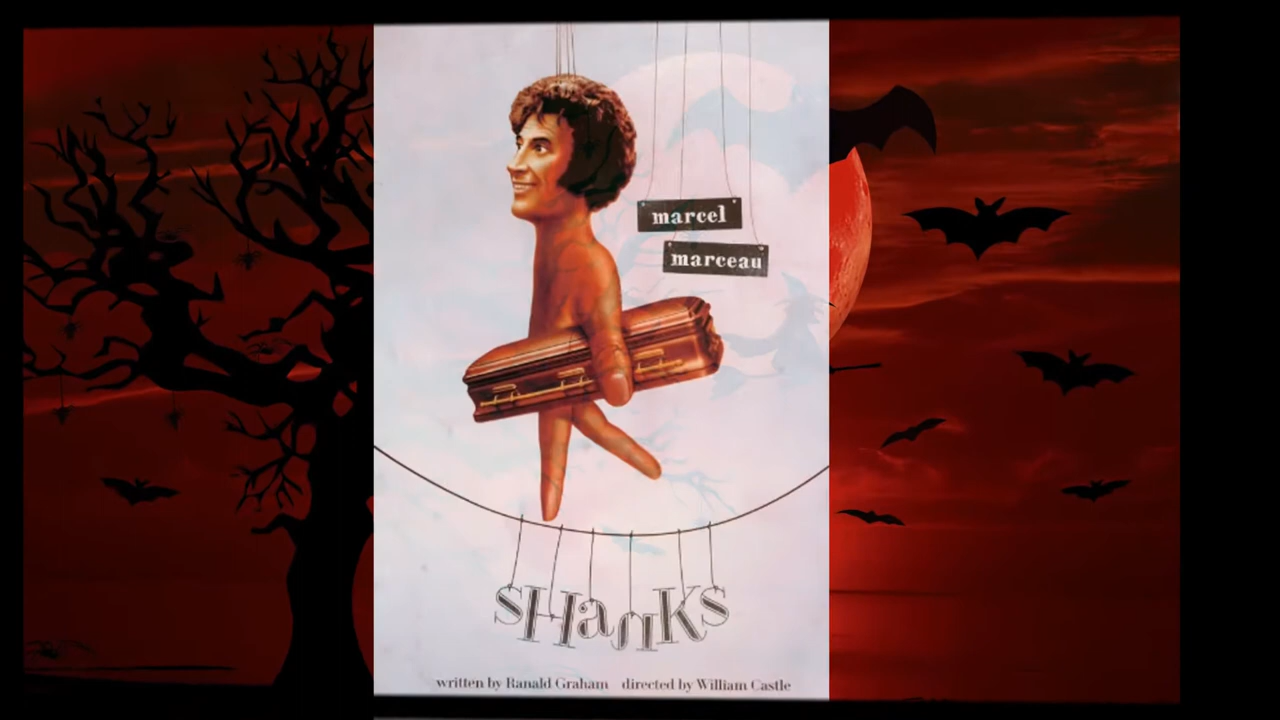 marcel
marceau
sHanKs
written by Ranald Graham directed by William Castle